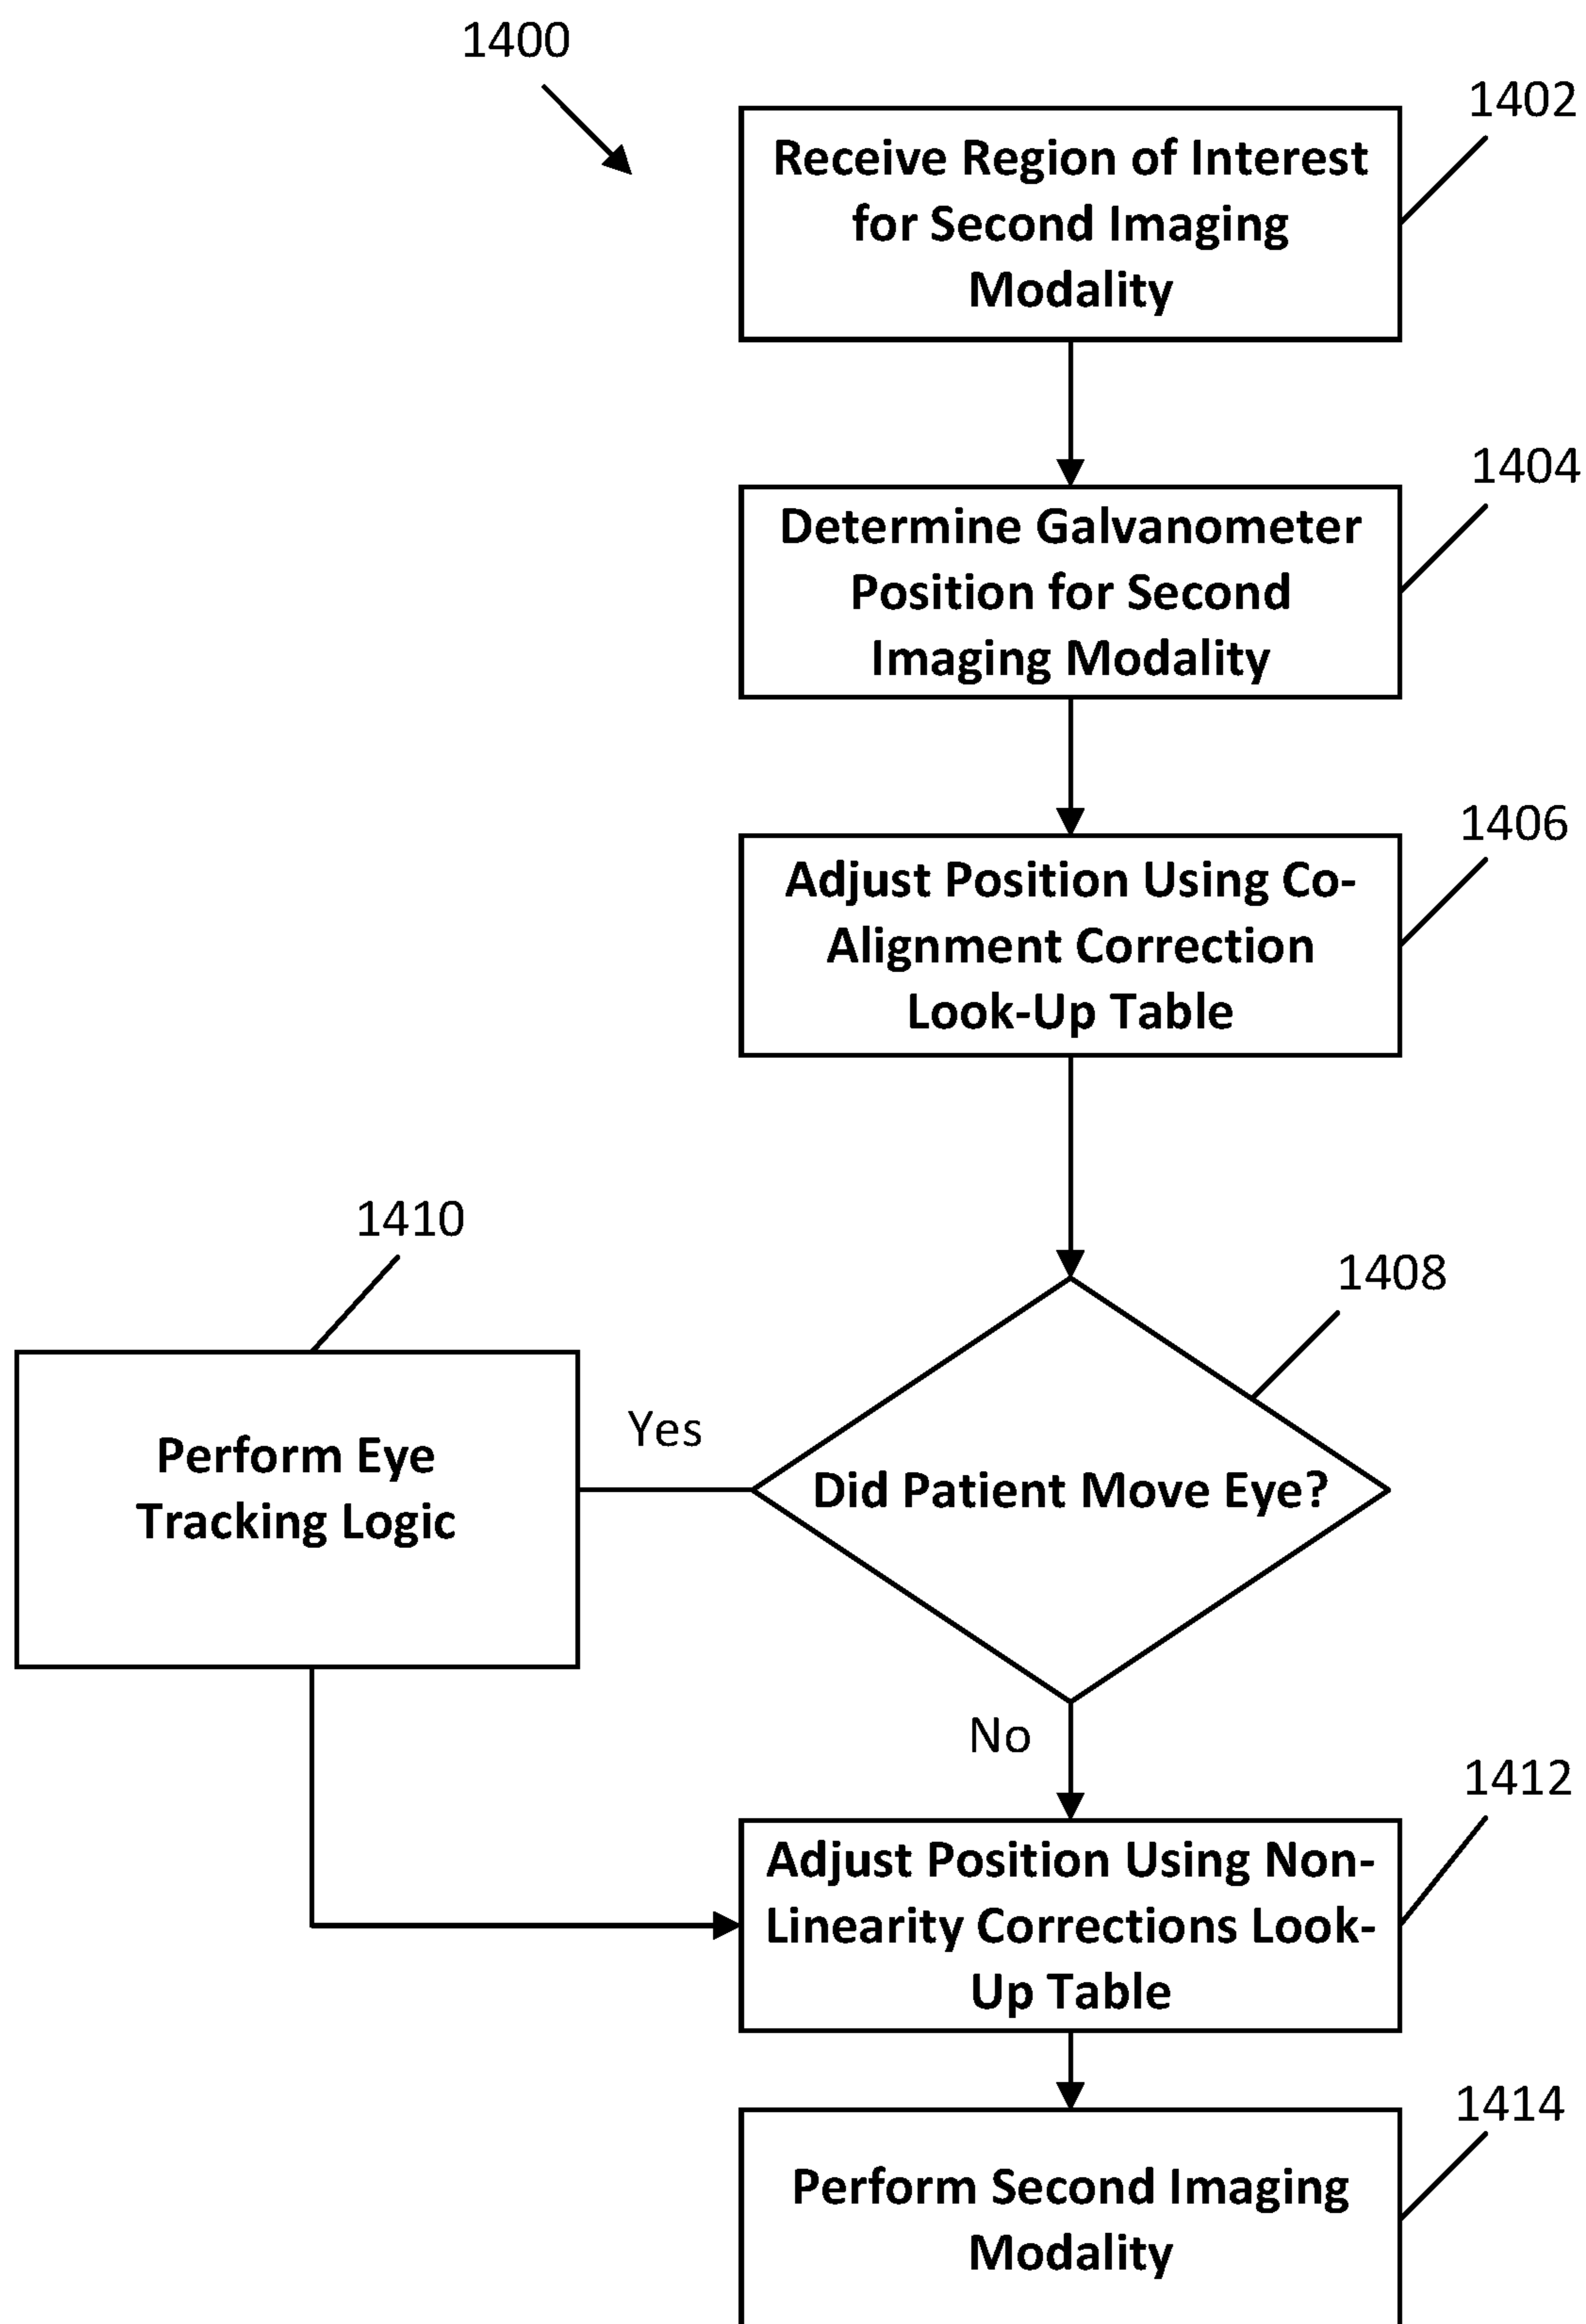 1400
1402
Receive Region of Interest
for Second Imaging
Modality
1404
Determine Galvanometer
Position for Second
Imaging Modality
1406
Adjust Position Using Co-
Alignment Correction
Look-Up Table
1408
Did Patient Move Eye?
Yes
1410
Perform Eye
Tracking Logic
No
1412
Adjust Position Using Non-
Linearity Corrections Look-
Up Table
1414
Perform Second Imaging
Modality